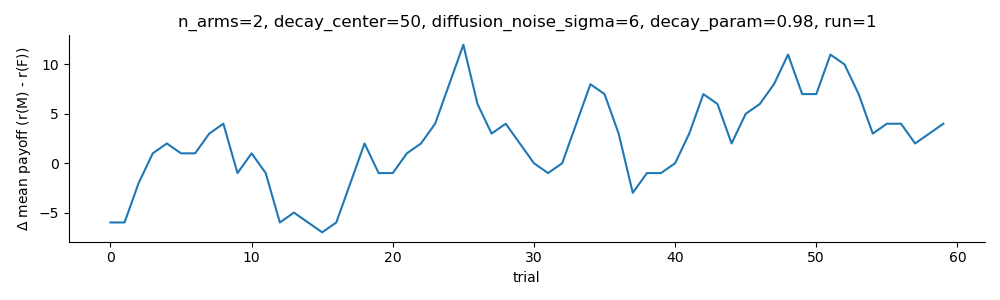 n_arms=2, decay_center=50, diffusion_noise_sigma=6, decay_param=0.98, run=1
Δ mean payoff (r(M) - r(F))
10
5
0
−5
0 10 20 30 40 50 60
trial